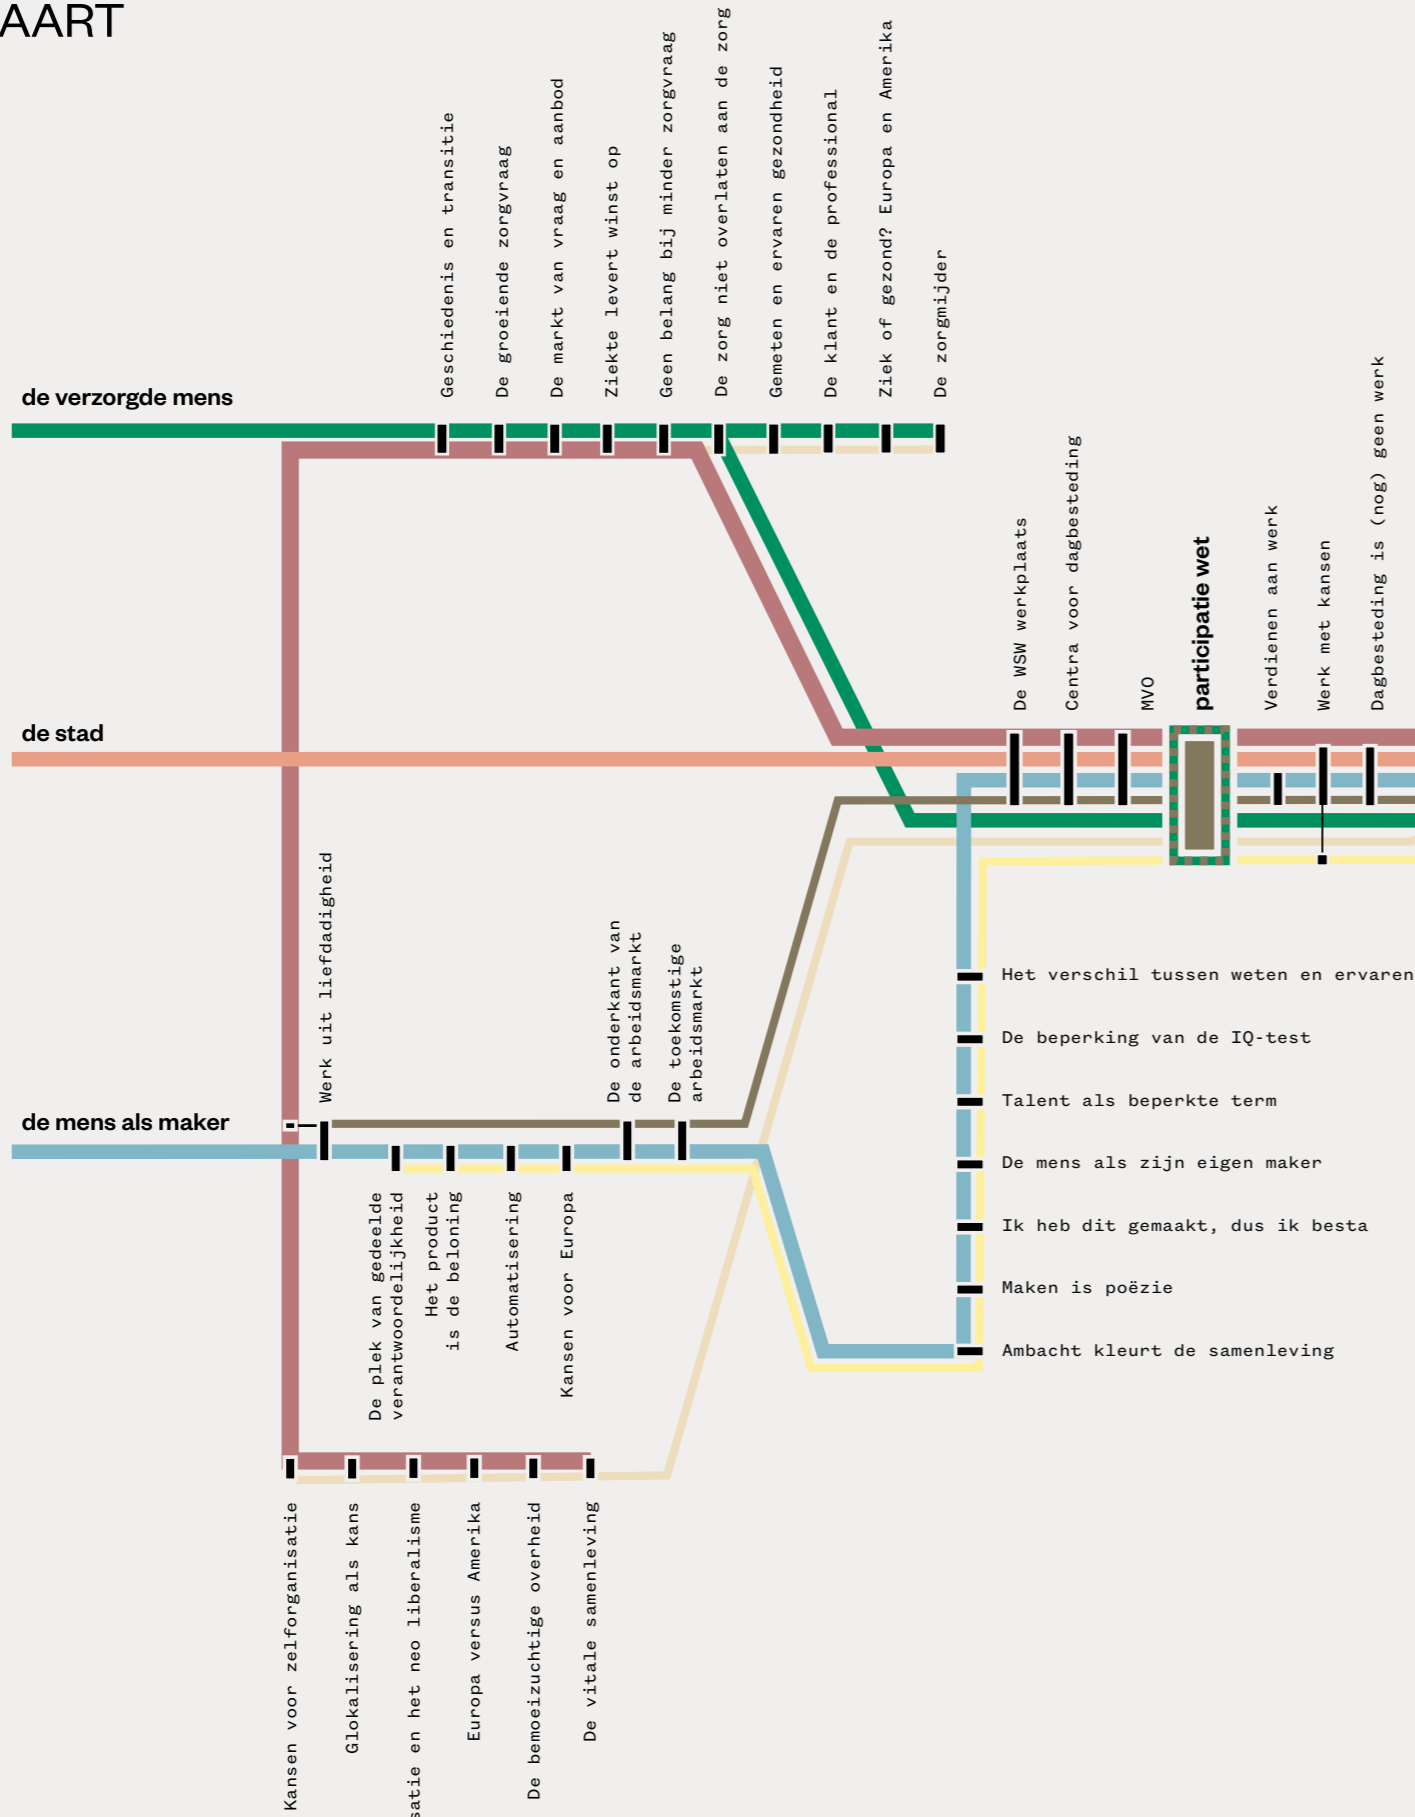 AART
Geschiedenis en transitie
De groeiende zorgvraag
De markt van vraag en aanbod
Ziekte levert winst op
Geen belang bij minder zorgvraag
De zorg niet overlaten aan de zorg
Gemeten en ervaren gezondheid
De klant en de professional
Ziek of gezond? Europa en Amerika
De zorgmijder
de verzorgde mens
De WSW werkplaats
Centra voor dagbesteding
MVO
participatie wet
Verdienen aan werk
Werk met kansen
Dagbesteding is (nog) geen werk
de stad
Werk uit liefdadigheid
De onderkant van
de arbeidsmarkt
De toekomstige
arbeidsmarkt
de mens als maker
De plek van gedeelde
verantwoordelijkheid
Het product
is de beloning
Automatisering
Kansen voor Europa
Het verschil tussen weten en ervaren
De beperking van de IQ-test
Talent als beperkte term
De mens als zijn eigen maker
Ik heb dit gemaakt, dus ik besta
Maken is poëzie
Ambacht kleurt de samenleving
Kansen voor zelforganisatie
Glokalisering als kans
satie en het neo liberalisme
Europa versus Amerika
De bemoeizuchtige overheid
De vitale samenleving